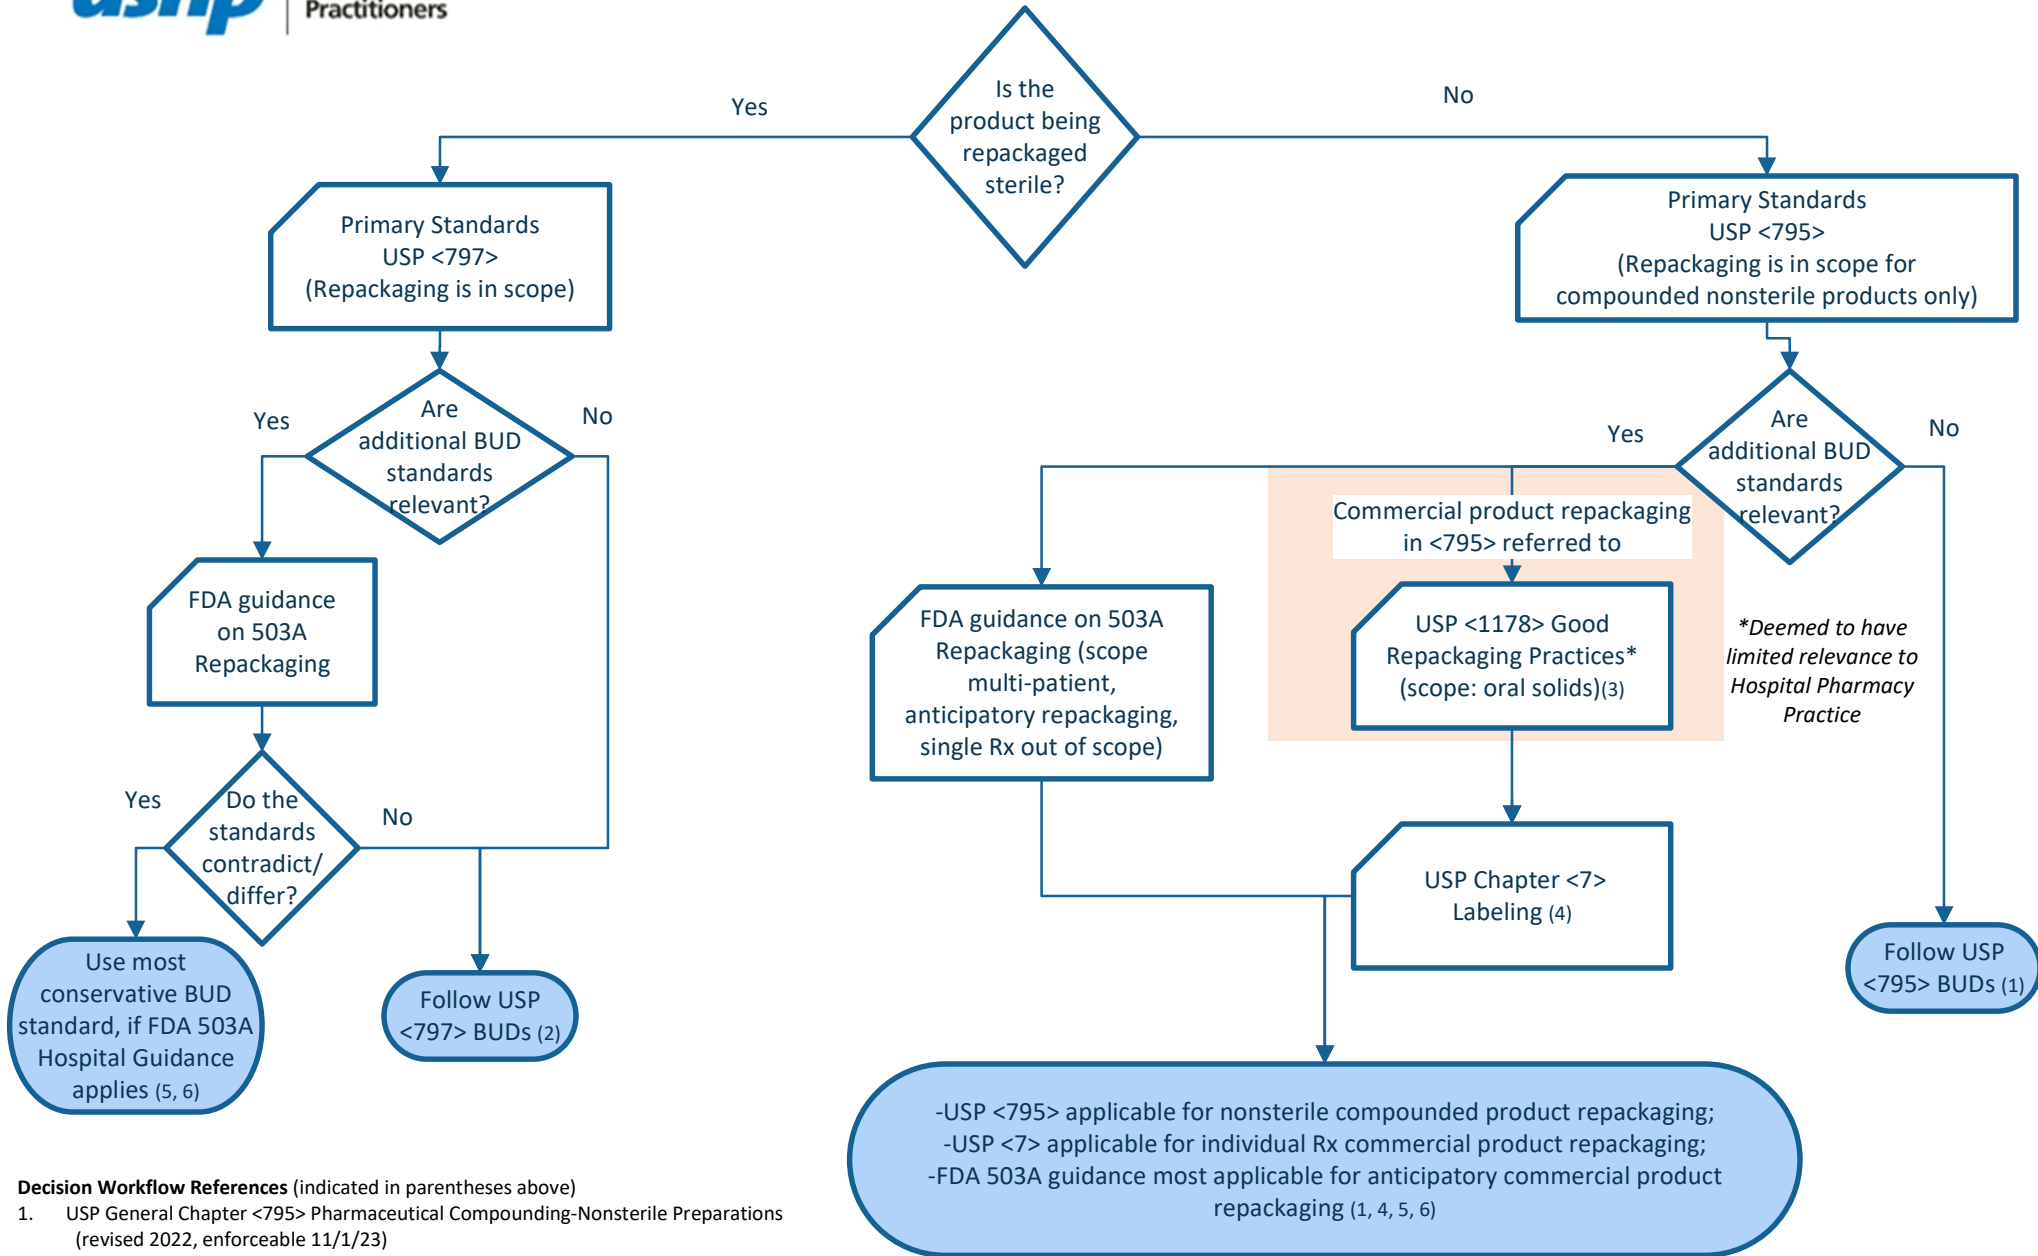 ashp
Practitioners
Is the
product being
repackaged
sterile?
Yes
No
Primary Standards
USP <797>
(Repackaging is in scope)
Primary Standards
USP <795>
(Repackaging is in scope for
compounded nonsterile products only)
Are
additional BUD
standards
relevant?
Yes
No
Are
additional BUD
standards
relevant?
Yes
No
Commercial product repackaging
in <795> referred to
FDA guidance
on 503A
Repackaging
FDA guidance on 503A
Repackaging (scope
multi-patient,
anticipatory repackaging,
single Rx out of scope)
USP <1178> Good
Repackaging Practices*
(scope: oral solids)(3)
*Deemed to have
limited relevance to
Hospital Pharmacy
Practice
Do the
standards
contradict/
differ?
Yes
No
USP Chapter <7>
Labeling (4)
Use most
conservative BUD
standard, if FDA 503A
Hospital Guidance
applies (5, 6)
Follow USP
<797> BUDs (2)
Follow USP
<795> BUDs (1)
-USP <795> applicable for nonsterile compounded product repackaging;
-USP <7> applicable for individual Rx commercial product repackaging;
-FDA 503A guidance most applicable for anticipatory commercial product
repackaging (1, 4, 5, 6)
Decision Workflow References (indicated in parentheses above)
1. USP General Chapter <795> Pharmaceutical Compounding-Nonsterile Preparations
(revised 2022, enforceable 11/1/23)